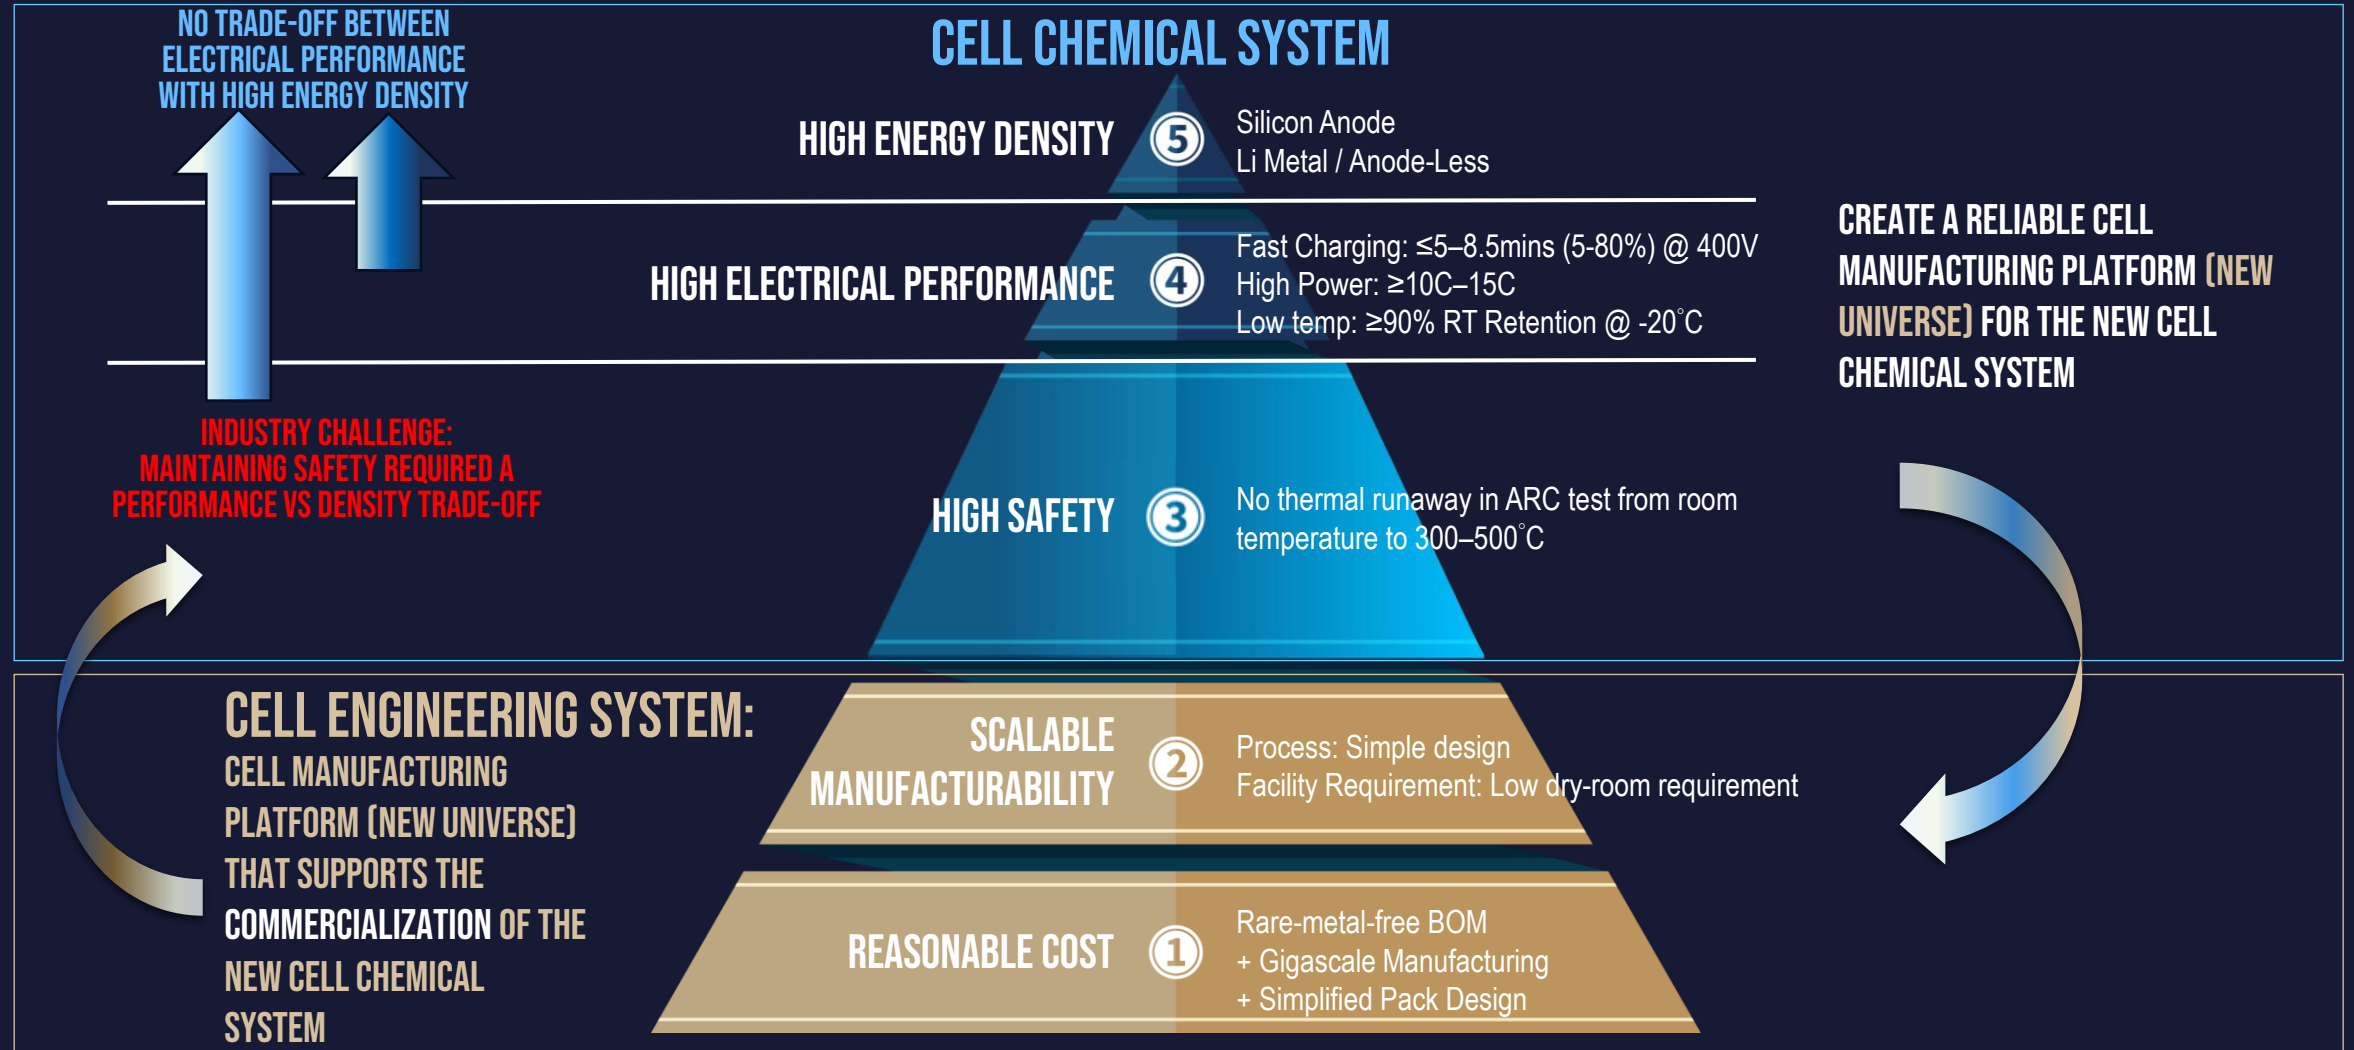 NO TRADE-OFF BETWEEN
ELECTRICAL PERFORMANCE
WITH HIGH ENERGY DENSITY
CELL CHEMICAL SYSTEM
HIGH ENERGY DENSITY
5
Silicon Anode
Li Metal / Anode-Less
HIGH ELECTRICAL PERFORMANCE
4
Fast Charging: ≤5–8.5mins (5-80%) @ 400V
High Power: ≥10C–15C
Low temp: ≥90% RT Retention @ -20°C
CREATE A RELIABLE CELL
MANUFACTURING PLATFORM (NEW
UNIVERSE) FOR THE NEW CELL
CHEMICAL SYSTEM
INDUSTRY CHALLENGE:
MAINTAINING SAFETY REQUIRED A
PERFORMANCE VS DENSITY TRADE-OFF
HIGH SAFETY
3
No thermal runaway in ARC test from room
temperature to 300–500°C
CELL ENGINEERING SYSTEM:
CELL MANUFACTURING
PLATFORM (NEW UNIVERSE)
THAT SUPPORTS THE
COMMERCIALIZATION OF THE
NEW CELL CHEMICAL
SYSTEM
SCALABLE
MANUFACTURABILITY
2
Process: Simple design
Facility Requirement: Low dry-room requirement
REASONABLE COST
1
Rare-metal-free BOM
+ Gigascale Manufacturing
+ Simplified Pack Design